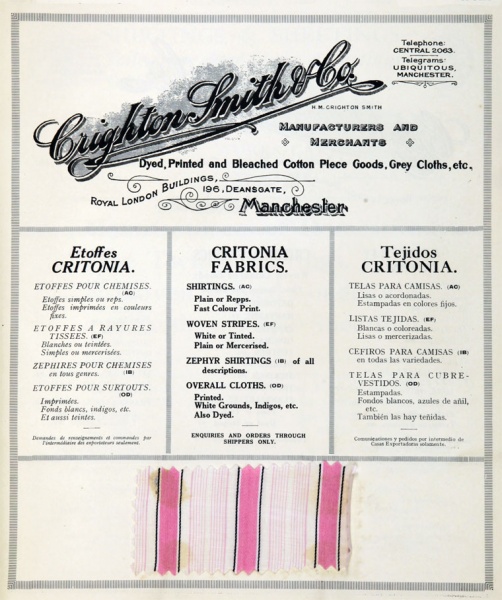 Telephone:
CENTRAL 2063.
Telegrams:
UBIQUITOUS,
MANCHESTER.
Crighton Smith & Co.
H.M. CRIGHTON SMITH
MANUFACTURERS AND
MERCHANTS
Dyed, Printed and Bleached Cotton Piece Goods, Grey Cloths, etc,
ROYAL LONDON BUILDINGS,
196, DEANSGATE,
Manchester
Etoffes
CRITONIA.
ETOFFES POUR CHEMISES.
(AC)
Etoffes simples ou reps.
Etoffes imprimées en couleurs
fixes.
ETOFFES A RAYURES
TISSEES. (EF)
Blanches ou teintées.
Simples ou mercerisées.
ZEPHIRES POUR CHEMISES
en tous genres. (IB)
ETOFFES POUR SURTOUTS.
(OD)
Imprimées.
Fonds blancs, indigos, etc.
Et aussi teintes.
Demandes de renseignements et commandes par
l'intermédiaire des exportateurs seulement.
CRITONIA
FABRICS.
SHIRTINGS. (AC)
Plain or Repps.
Fast Colour Print.
WOVEN STRIPES. (EF)
White or Tinted.
Plain or Mercerised.
ZEPHYR SHIRTINGS (IB) of all
descriptions.
OVERALL CLOTHS. (OD)
Printed.
White Grounds, Indigos, etc.
Also Dyed.
ENQUIRIES AND ORDERS THROUGH
SHIPPERS ONLY.
Tejidos
CRITONIA.
TELAS PARA CAMISAS. (AC)
Lisas o acordonadas.
Estampadas en colores fijos.
LISTAS TEJIDAS. (EF)
Blancas o coloreadas.
Lisas o mercerizadas.
CEFIROS PARA CAMISAS (IB)
en todas las variedades.
TELAS PARA CUBRE-
VESTIDOS. (OD)
Estampadas.
Fondos blancos, azules de añil,
etc.
También las hay teñidas.
Comunicaciones y pedidos por intermedio de
Casas Exportadoras solamente.